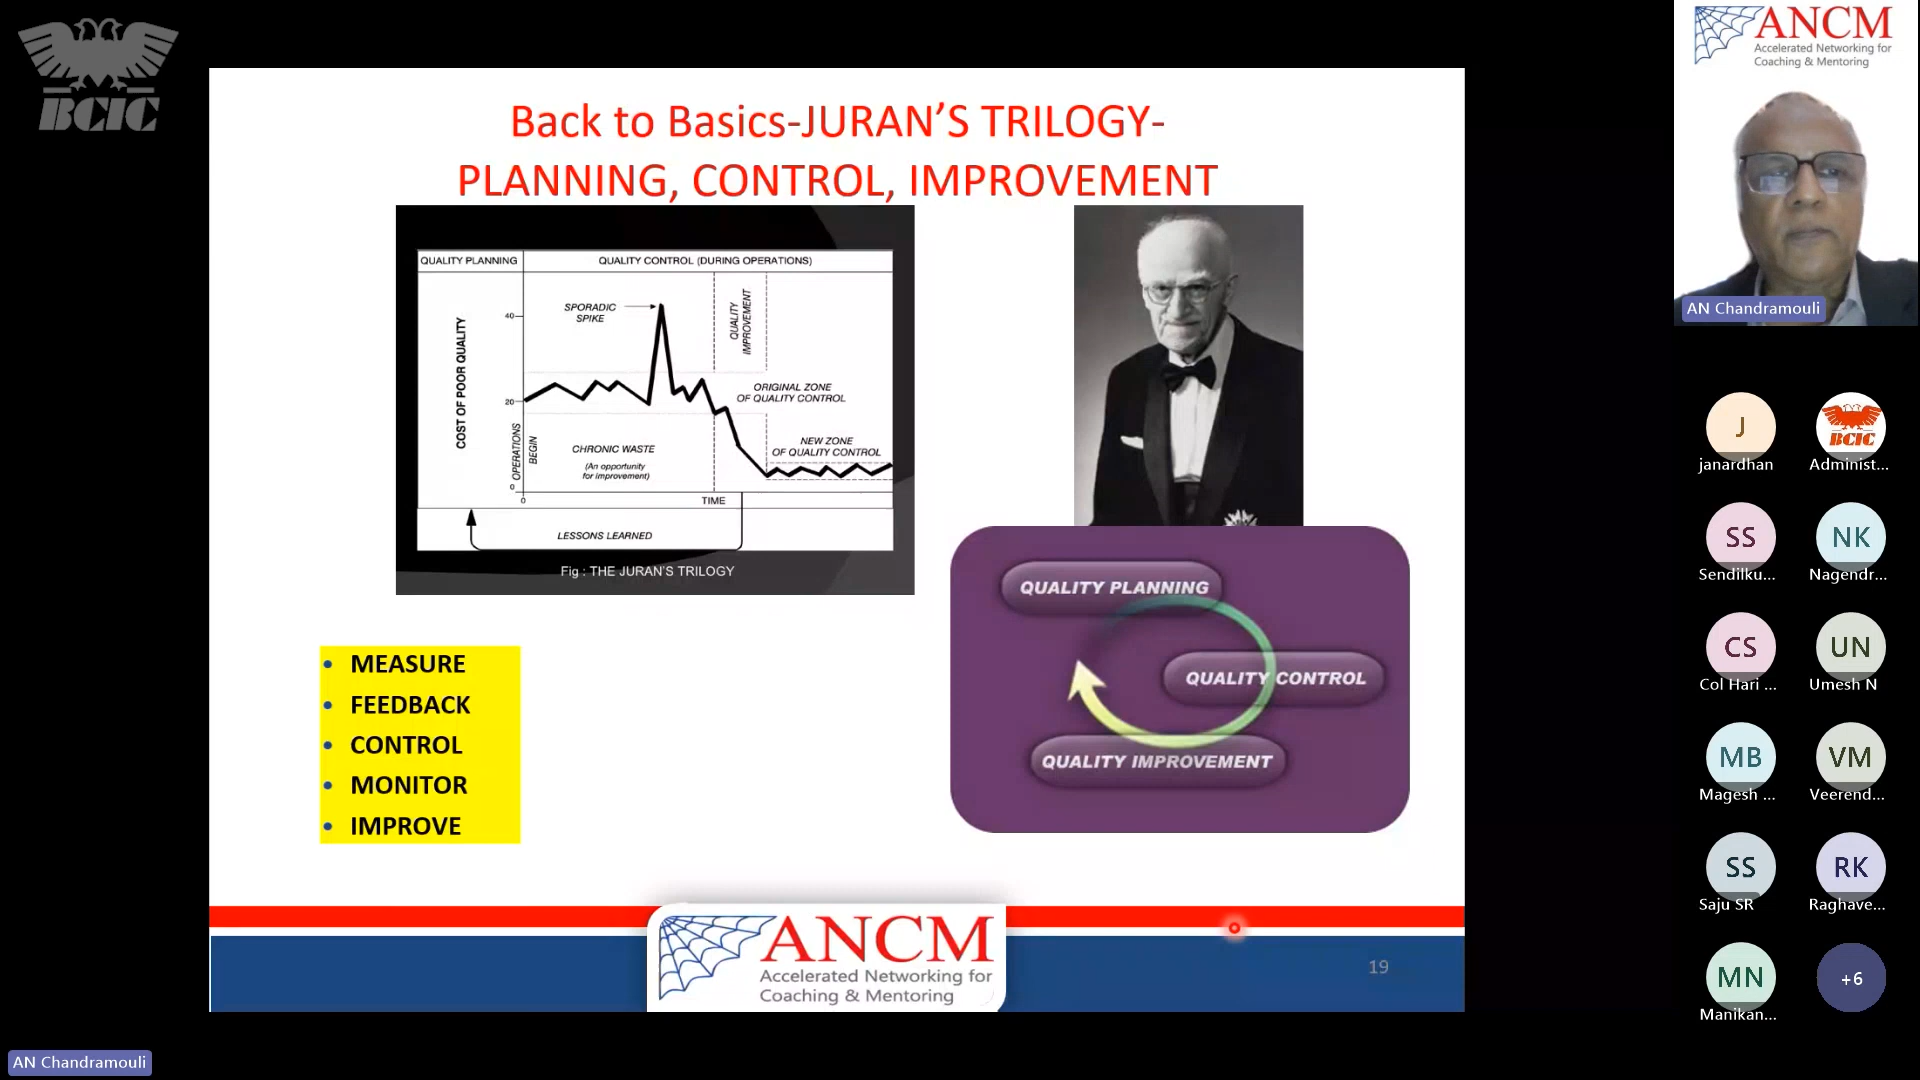 BCIC
Back to Basics-JURAN'S TRILOGY-
PLANNING, CONTROL, IMPROVEMENT
QUALITY PLANNING
QUALITY CONTROL (DURING OPERATIONS)
COST OF POOR QUALITY
40
20
0
0
OPERATIONS
BEGIN
SPORADIC
SPIKE
QUALITY
IMPROVEMENT
ORIGINAL ZONE
OF QUALITY CONTROL
CHRONIC WASTE
(An opportunity
for improvement)
NEW ZONE
OF QUALITY CONTROL
TIME
LESSONS LEARNED
Fig : THE JURAN'S TRILOGY
QUALITY PLANNING
QUALITY CONTROL
QUALITY IMPROVEMENT
• MEASURE
• FEEDBACK
• CONTROL
• MONITOR
• IMPROVE
ANCM
Accelerated Networking for
Coaching & Mentoring
19
ANCM
Accelerated Networking for
Coaching & Mentoring
AN Chandramouli
J
janardhan
BCIC
Administ...
SS
Sendilku...
NK
Nagendr...
CS
Col Hari ...
UN
Umesh N
MB
Magesh ...
VM
Veerend...
SS
Saju SR
RK
Raghave...
MN
Manikan...
+6
AN Chandramouli